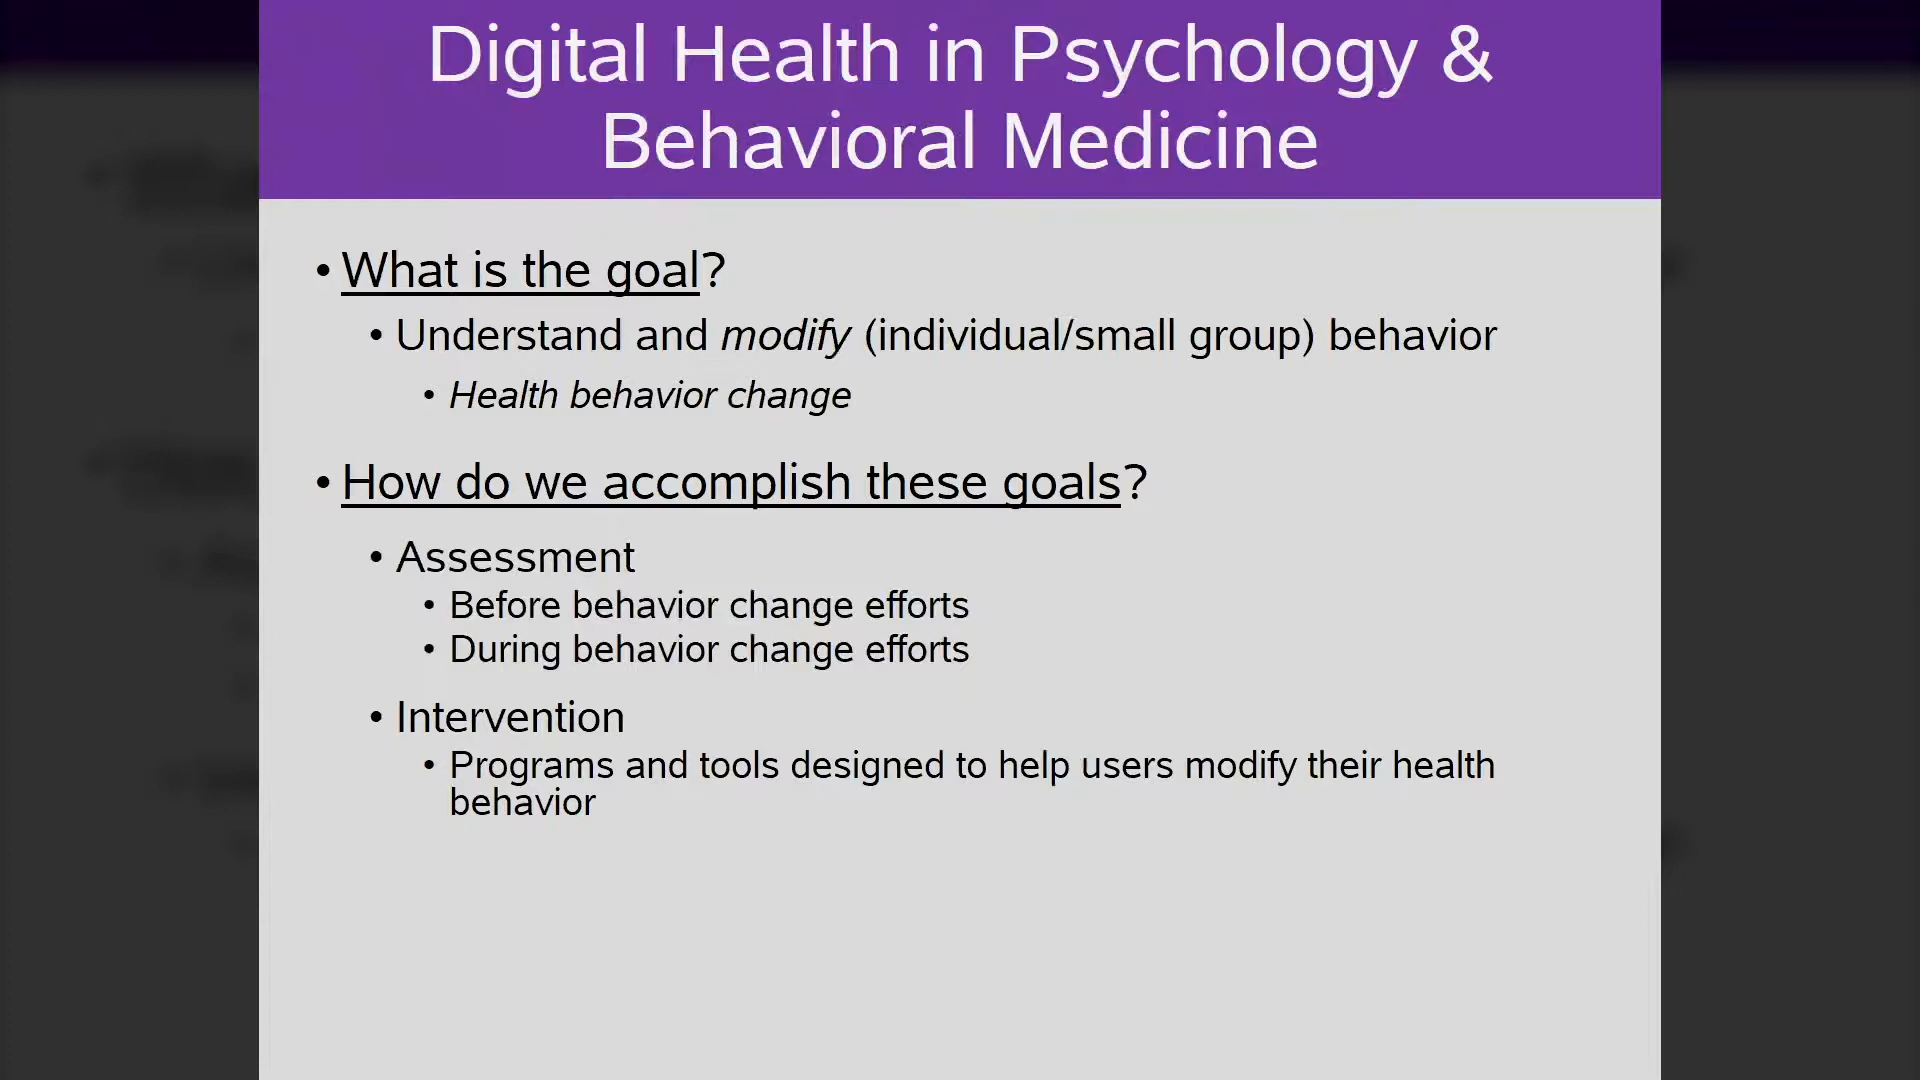 Digital Health in Psychology &
Behavioral Medicine
• What is the goal?
• Understand and modify (individual/small group) behavior
• Health behavior change
• How do we accomplish these goals?
• Assessment
• Before behavior change efforts
• During behavior change efforts
• Intervention
• Programs and tools designed to help users modify their health
behavior